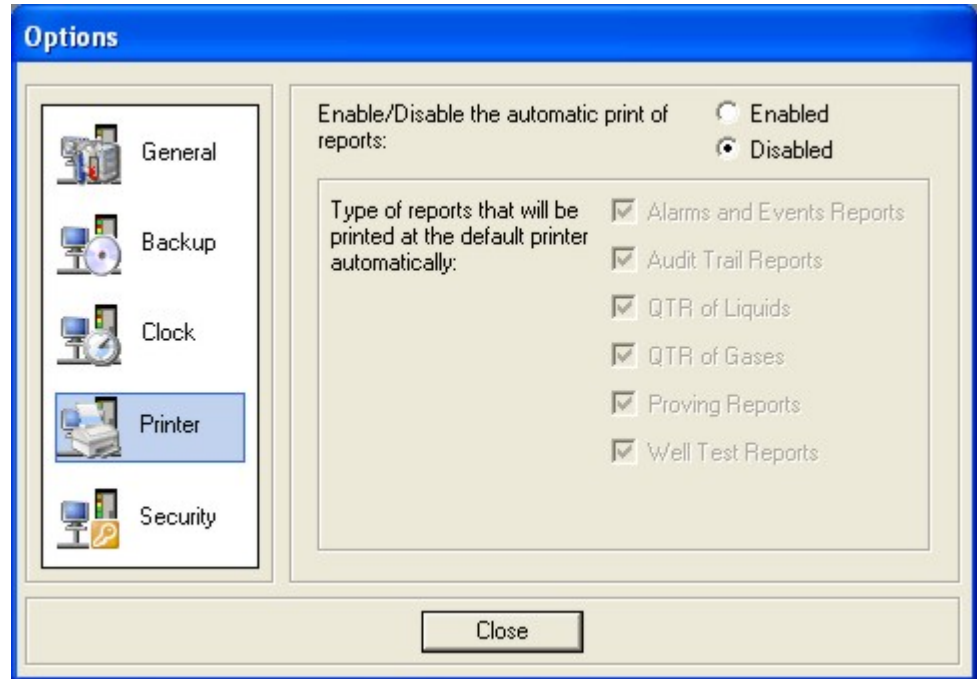 Options
General
Backup
Clock
Printer
Security
Enable/Disable the automatic print of
reports:
Enabled
Disabled
Type of reports that will be
printed at the default printer
automatically:
Alarms and Events Reports
Audit Trail Reports
QTR of Liquids
QTR of Gases
Proving Reports
Well Test Reports
Close